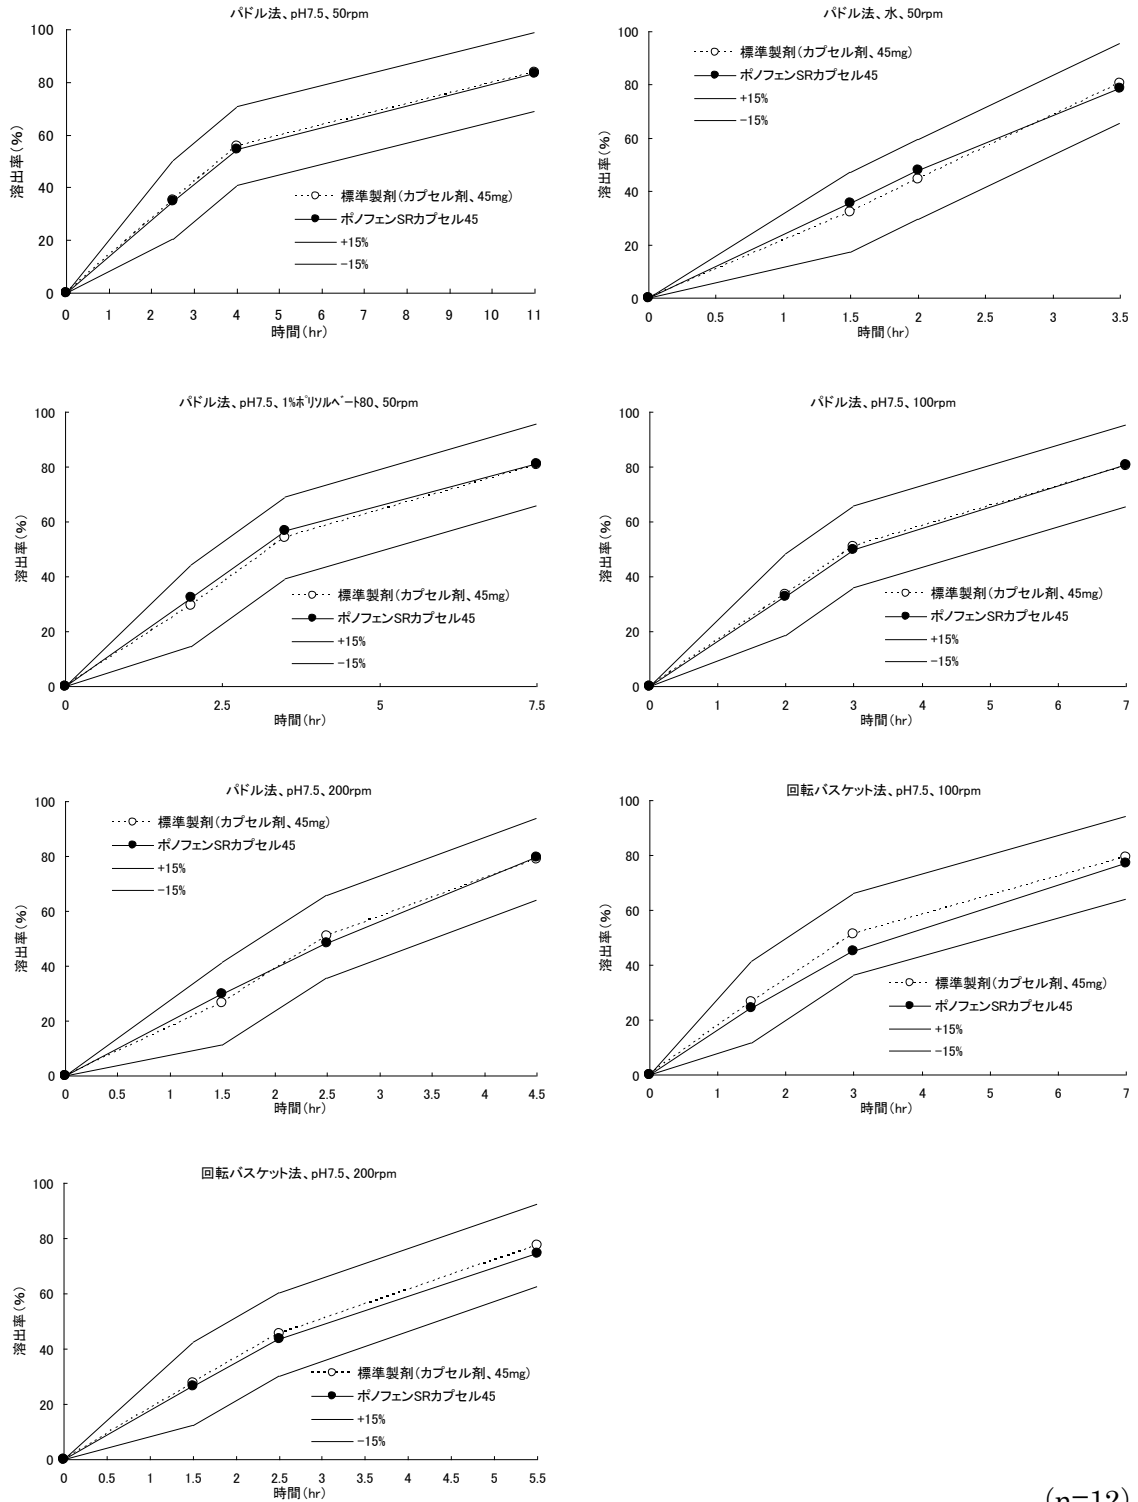 パドル法、pH7.5、50rpm
100
80
60
40
20
0
溶出率(%)
0 1 2 3 4 5 6 7 8 9 10 11
時間(hr)
標準製剤(カプセル剤、45mg)
ポノフェンSRカプセル45
+15%
-15%
パドル法、水、50rpm
100
80
60
40
20
0
溶出率(%)
0 0.5 1 1.5 2 2.5 3 3.5
時間(hr)
標準製剤(カプセル剤、45mg)
ポノフェンSRカプセル45
+15%
-15%
パドル法、pH7.5、1%ポリソルベート80、50rpm
100
80
60
40
20
0
溶出率(%)
0 2.5 5 7.5
時間(hr)
標準製剤(カプセル剤、45mg)
ポノフェンSRカプセル45
+15%
-15%
パドル法、pH7.5、100rpm
100
80
60
40
20
0
溶出率(%)
0 1 2 3 4 5 6 7
時間(hr)
標準製剤(カプセル剤、45mg)
ポノフェンSRカプセル45
+15%
-15%
パドル法、pH7.5、200rpm
100
80
60
40
20
0
溶出率(%)
0 0.5 1 1.5 2 2.5 3 3.5 4 4.5
時間(hr)
標準製剤(カプセル剤、45mg)
ポノフェンSRカプセル45
+15%
-15%
回転バスケット法、pH7.5、100rpm
100
80
60
40
20
0
溶出率(%)
0 1 2 3 4 5 6 7
時間(hr)
標準製剤(カプセル剤、45mg)
ポノフェンSRカプセル45
+15%
-15%
回転バスケット法、pH7.5、200rpm
100
80
60
40
20
0
溶出率(%)
0 0.5 1 1.5 2 2.5 3 3.5 4 4.5 5 5.5
時間(hr)
標準製剤(カプセル剤、45mg)
ポノフェンSRカプセル45
+15%
-15%
(n=12)